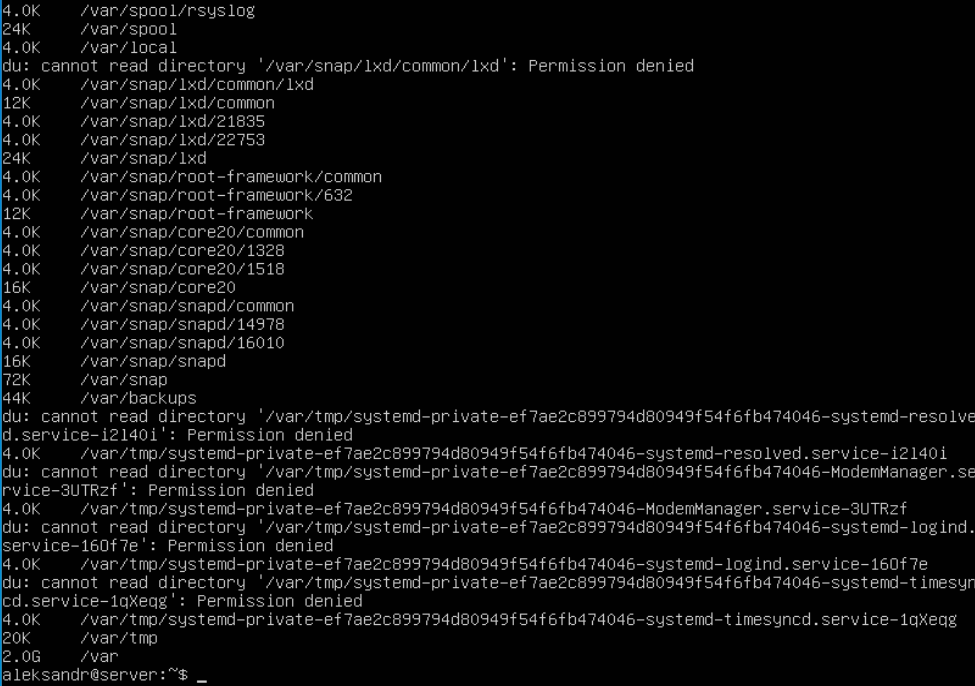 4.0K    /var/spool/rsyslog
24K     /var/spool
4.0K    /var/local
du: cannot read directory '/var/snap/lxd/common/lxd': Permission denied
4.0K    /var/snap/lxd/common/lxd
12K     /var/snap/lxd/common
4.0K    /var/snap/lxd/21835
4.0K    /var/snap/lxd/22753
24K     /var/snap/lxd
4.0K    /var/snap/root-framework/common
4.0K    /var/snap/root-framework/632
12K     /var/snap/root-framework
4.0K    /var/snap/core20/common
4.0K    /var/snap/core20/1328
4.0K    /var/snap/core20/1518
16K     /var/snap/core20
4.0K    /var/snap/snapd/common
4.0K    /var/snap/snapd/14978
4.0K    /var/snap/snapd/16010
16K     /var/snap/snapd
72K     /var/snap
44K     /var/backups
du: cannot read directory '/var/tmp/systemd-private-ef7ae2c899794d80949f54f6fb474046-systemd-resolve
d.service-i2l40i': Permission denied
4.0K    /var/tmp/systemd-private-ef7ae2c899794d80949f54f6fb474046-systemd-resolved.service-i2l40i
du: cannot read directory '/var/tmp/systemd-private-ef7ae2c899794d80949f54f6fb474046-ModemManager.se
rvice-3UTRzf': Permission denied
4.0K    /var/tmp/systemd-private-ef7ae2c899794d80949f54f6fb474046-ModemManager.service-3UTRzf
du: cannot read directory '/var/tmp/systemd-private-ef7ae2c899794d80949f54f6fb474046-systemd-logind.
service-16Of7e': Permission denied
4.0K    /var/tmp/systemd-private-ef7ae2c899794d80949f54f6fb474046-systemd-logind.service-16Of7e
du: cannot read directory '/var/tmp/systemd-private-ef7ae2c899794d80949f54f6fb474046-systemd-timesyn
cd.service-1qXeqg': Permission denied
4.0K    /var/tmp/systemd-private-ef7ae2c899794d80949f54f6fb474046-systemd-timesyncd.service-1qXeqg
20K     /var/tmp
2.0G    /var
aleksandr@server:~$ _